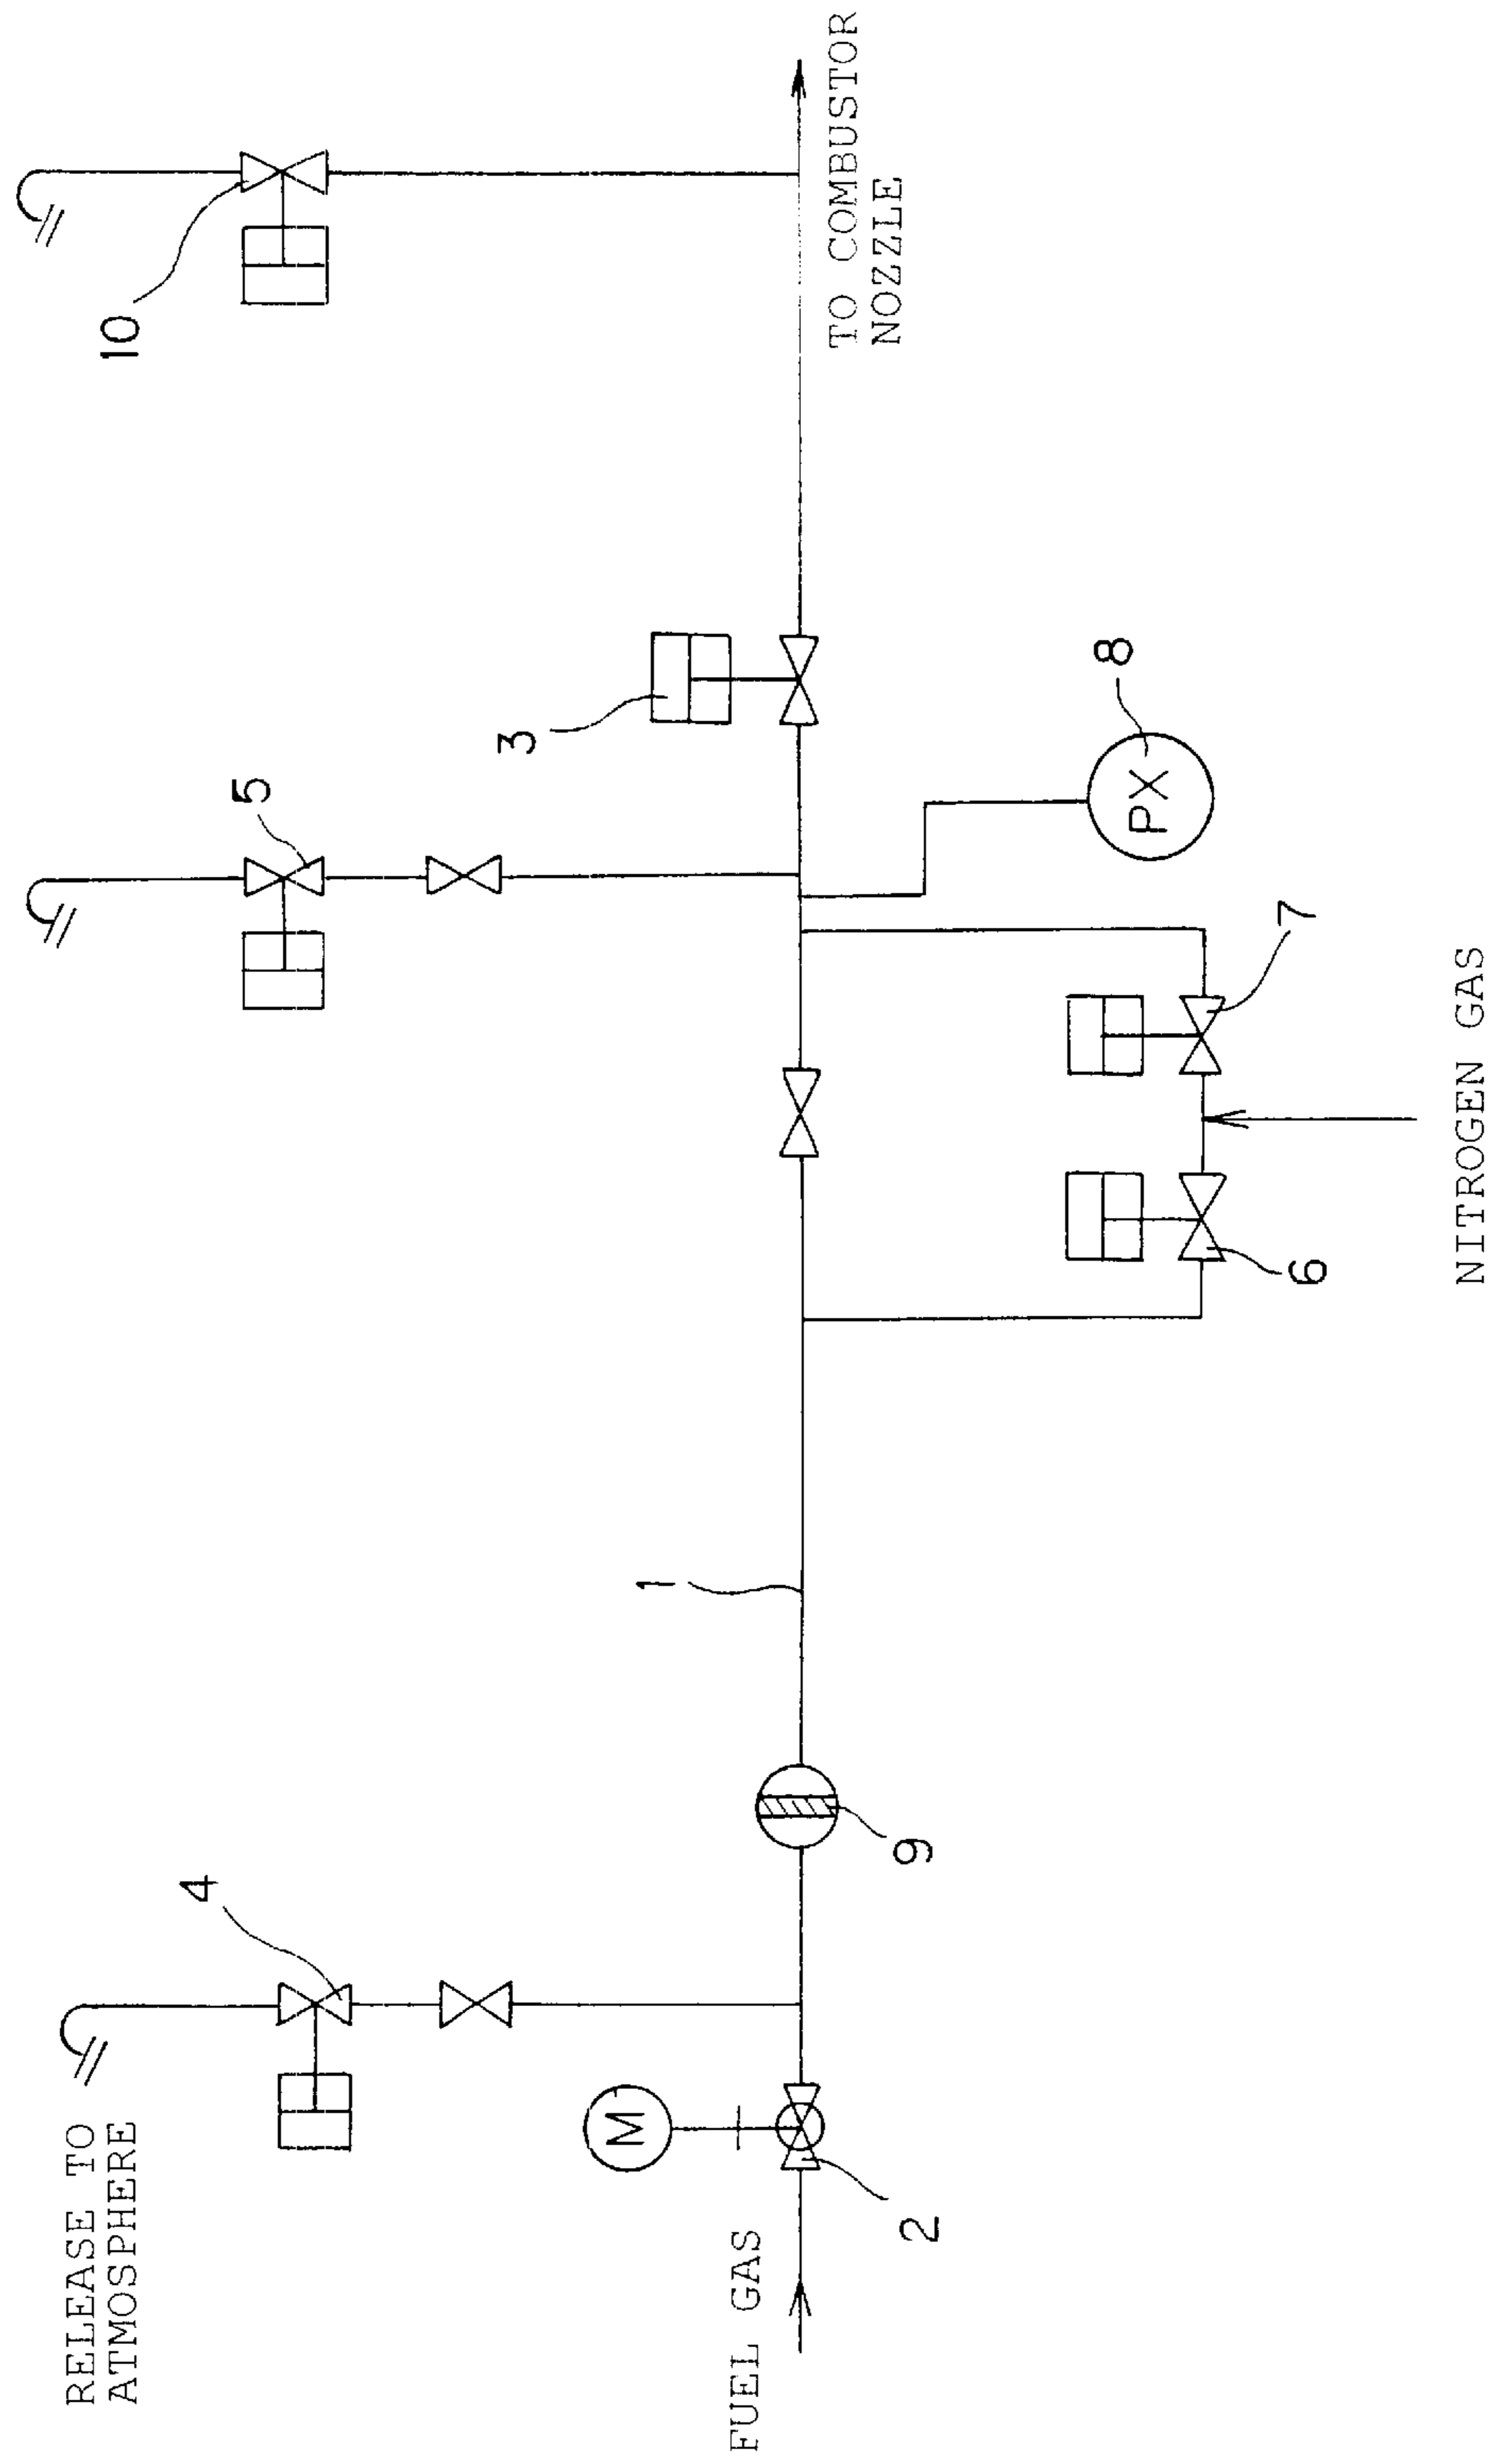 RELEASE TO
ATMOSPHERE
10
4
5
3
M
1
FUEL GAS
TO COMBUSTOR
NOZZLE
2
9
8
PX
6
7
NITROGEN GAS